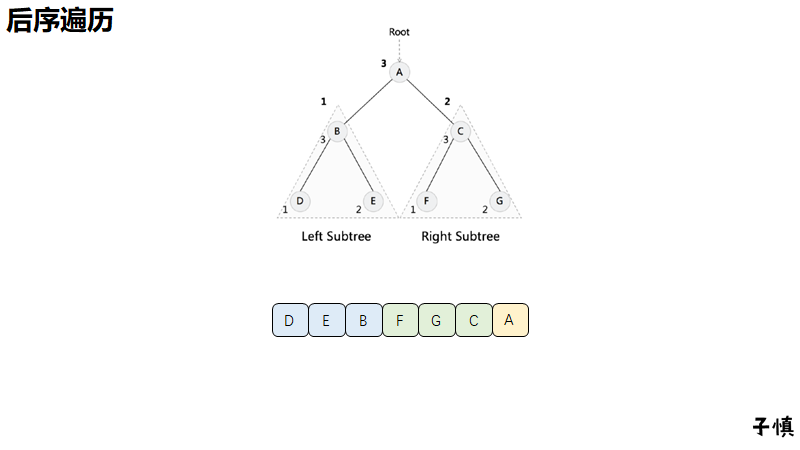 后序遍历
Root
3
A
1
2
B
C
3
3
D
E
F
G
1
2
1
2
Left Subtree
Right Subtree
D E B F G C A
子慎